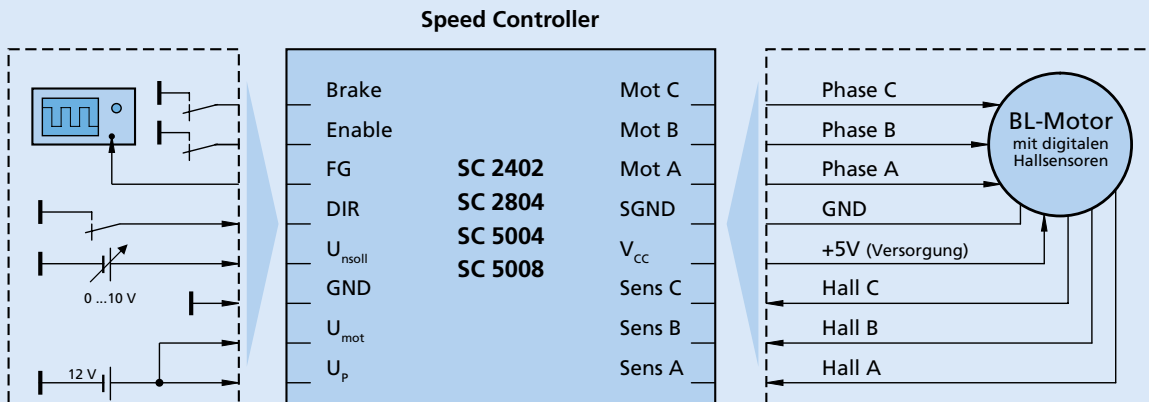 Speed Controller
0 ...10 V
12 V
Brake
Enable
FG
DIR
Unsoll
GND
Umot
UP
SC 2402
SC 2804
SC 5004
SC 5008
Mot C
Mot B
Mot A
SGND
VCC
Sens C
Sens B
Sens A
Phase C
Phase B
Phase A
GND
+5V (Versorgung)
Hall C
Hall B
Hall A
BL-Motor
mit digitalen
Hallsensoren